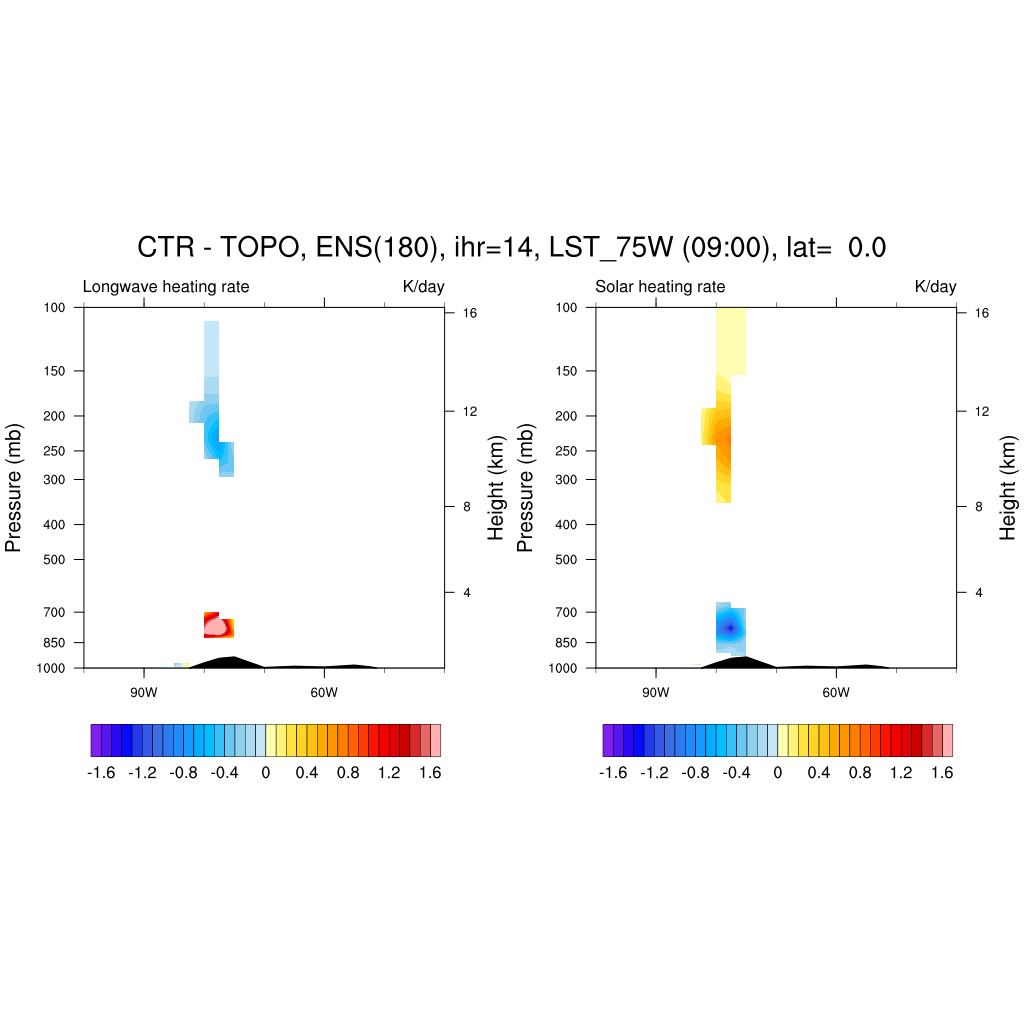 CTR - TOPO, ENS(180), ihr=14, LST_75W (09:00), lat=  0.0
Longwave heating rate K/day
100
150
200
250
300
400
500
700
850
1000
Pressure (mb)
16
12
8
4
Height (km)
90W 60W
-1.6 -1.2 -0.8 -0.4 0 0.4 0.8 1.2 1.6
Solar heating rate K/day
100
150
200
250
300
400
500
700
850
1000
Pressure (mb)
16
12
8
4
Height (km)
90W 60W
-1.6 -1.2 -0.8 -0.4 0 0.4 0.8 1.2 1.6